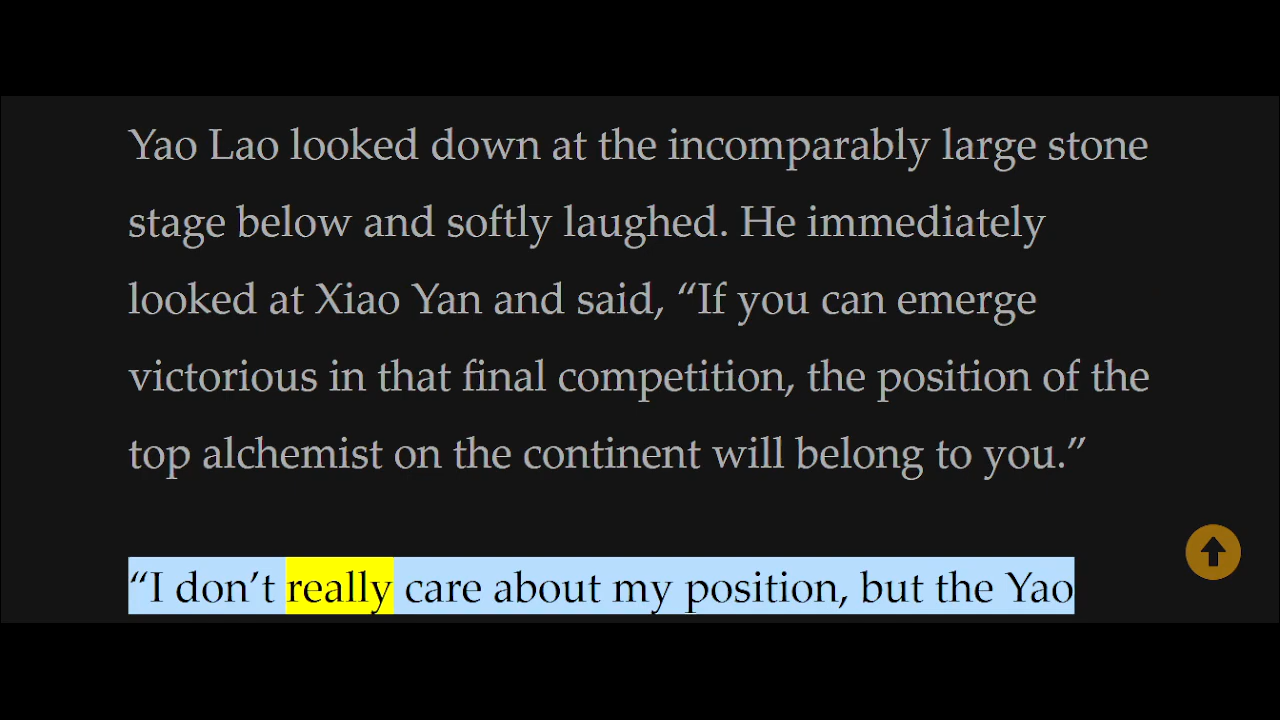 Yao Lao looked down at the incomparably large stone
stage below and softly laughed. He immediately
looked at Xiao Yan and said, “If you can emerge
victorious in that final competition, the position of the
top alchemist on the continent will belong to you.”
“I don’t really care about my position, but the Yao